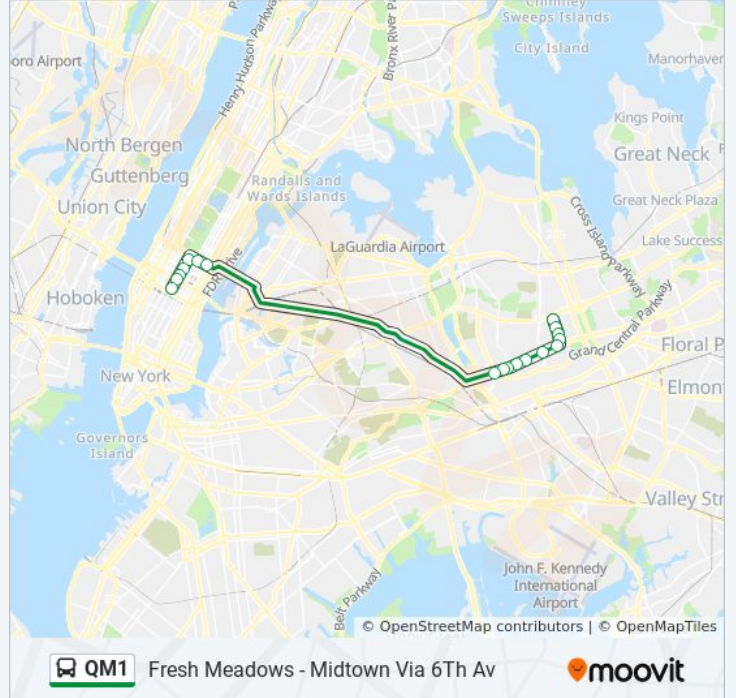 Chimney
Sweeps Islands
City Island
oro Airport
Henry Hudson Parkway
Bronx River P
Manorhaven
Kings Point
North Bergen
Great Neck
Guttenberg
Randalls and
Wards Islands
Union City
Great Neck Plaza
Cross Island Parkway
LaGuardia Airport
Lake Success
FDR Drive
Hoboken
Grand Central Parkway
Floral P
New York
Elmon
Governors
Island
Valley Str
John F. Kennedy
International
Airport
Belt Parkway
© OpenStreetMap contributors | © OpenMapTiles
QM1 Fresh Meadows - Midtown Via 6Th Av
moovit